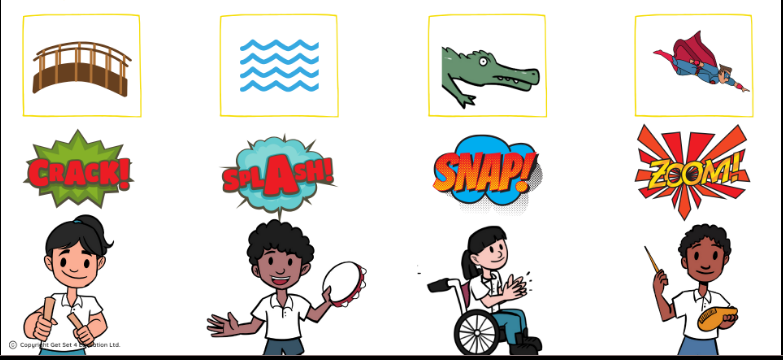 CRACK!
SPLASH!
SNAP!
ZOOM!
© Copyright Get Set 4 Education Ltd.